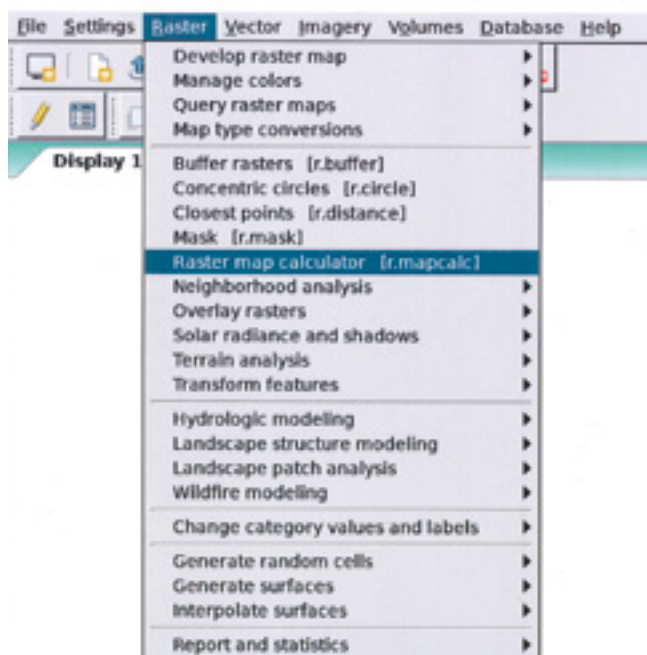 File Settings Raster Vector Imagery Volumes Database Help
Develop raster map
Manage colors
Query raster maps
Map type conversions
Display 1
Buffer rasters [r.buffer]
Concentric circles [r.circle]
Closest points [r.distance]
Mask [r.mask]
Raster map calculator [r.mapcalc]
Neighborhood analysis
Overlay rasters
Solar radiance and shadows
Terrain analysis
Transform features
Hydrologic modeling
Landscape structure modeling
Landscape patch analysis
Wildfire modeling
Change category values and labels
Generate random cells
Generate surfaces
Interpolate surfaces
Report and statistics